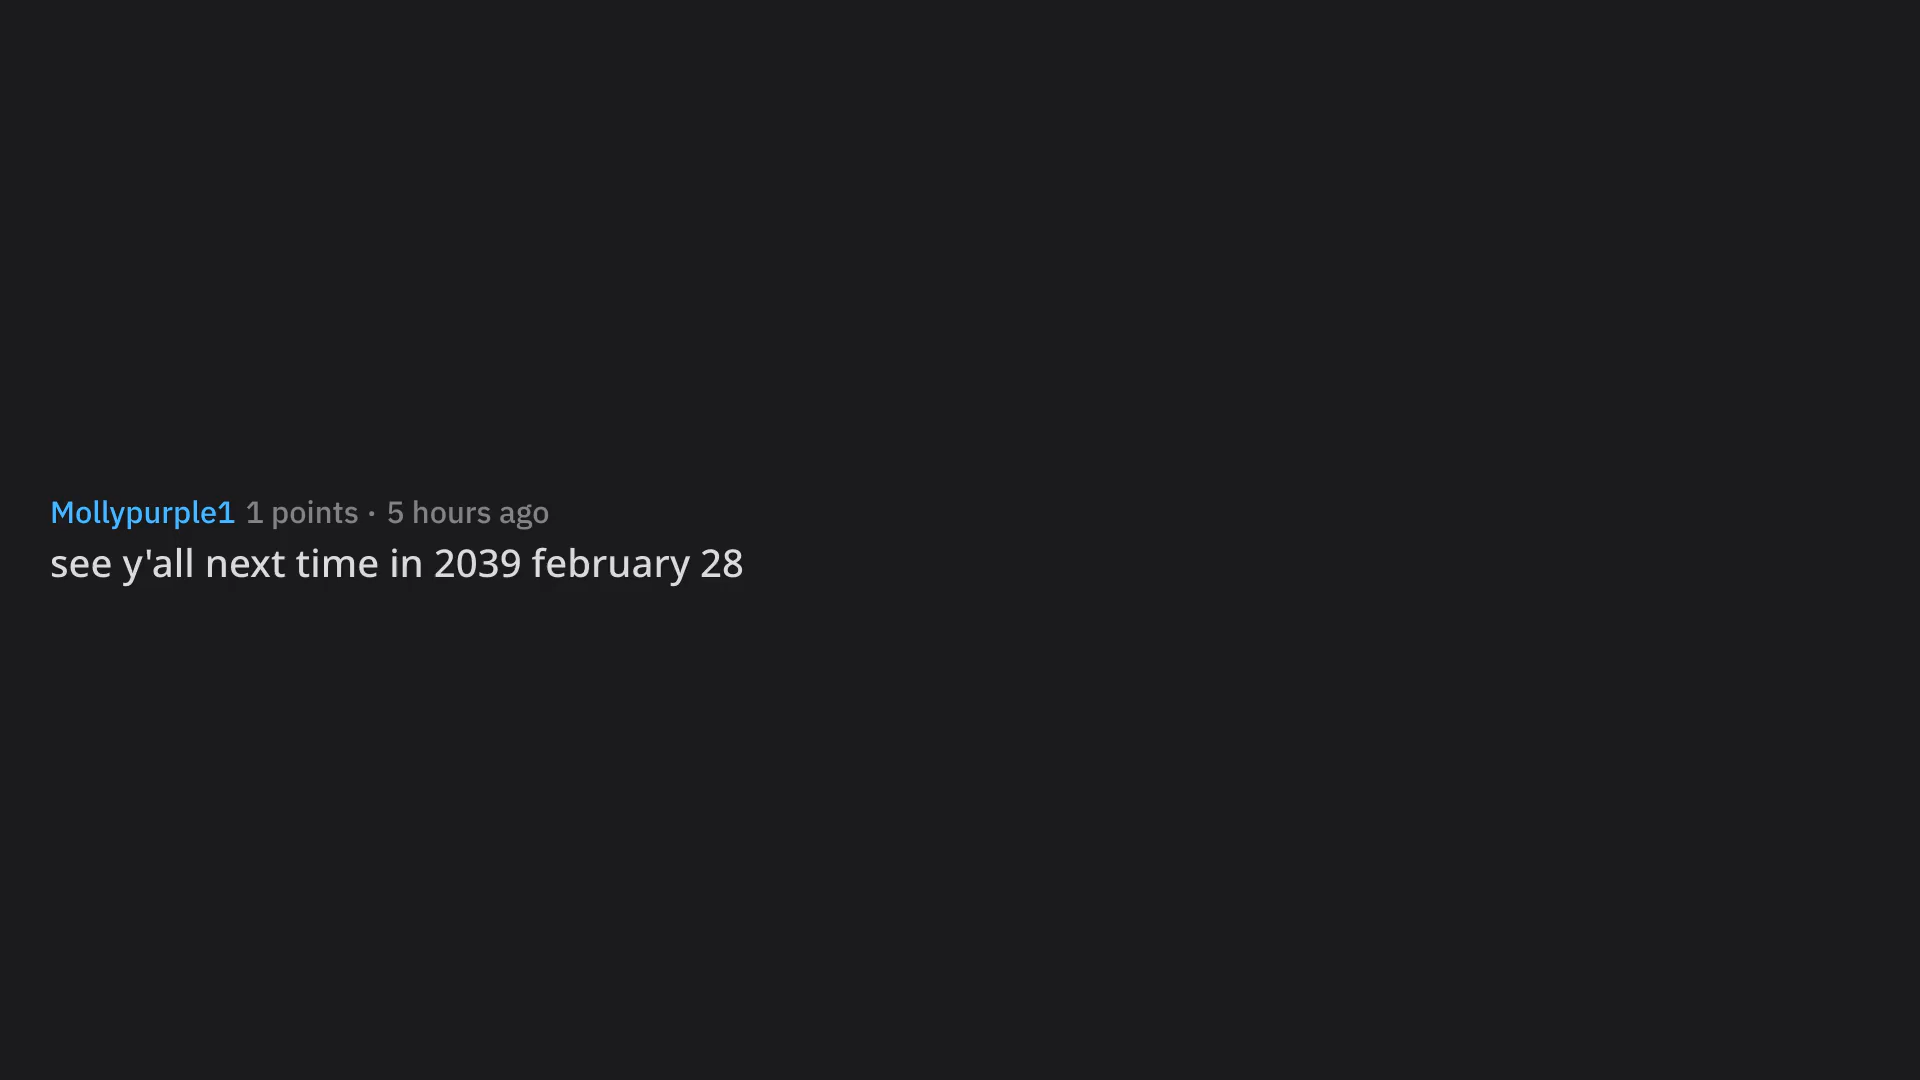 Mollypurple1 1 points · 5 hours ago
see y'all next time in 2039 february 28